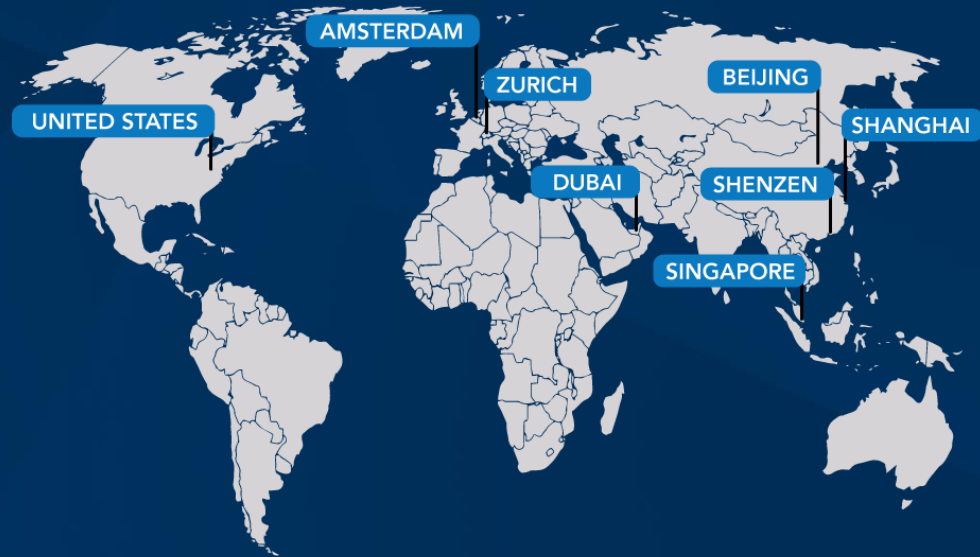 AMSTERDAM
ZURICH
BEIJING
UNITED STATES
SHANGHAI
DUBAI
SHENZEN
SINGAPORE